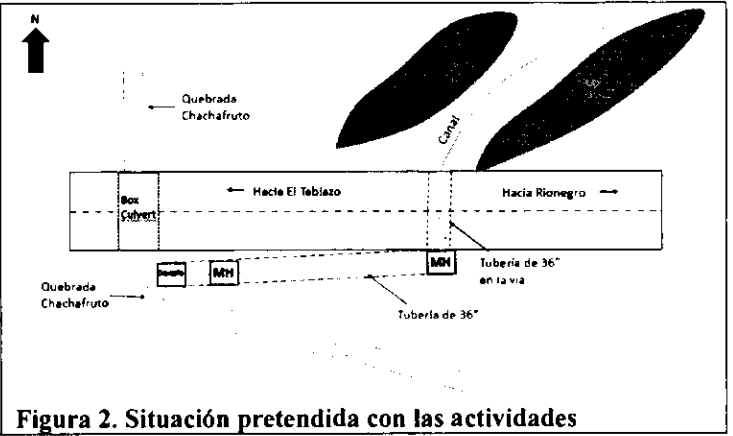 N
Quebrada
Chachafruto
Canal
Box
Culvert
Hacia El Tablazo
Hacia Rionegro
MH
MH
Tubería de 36"
en la vía
Quebrada
Chachafruto
Tubería de 36"
Figura 2. Situación pretendida con las actividades